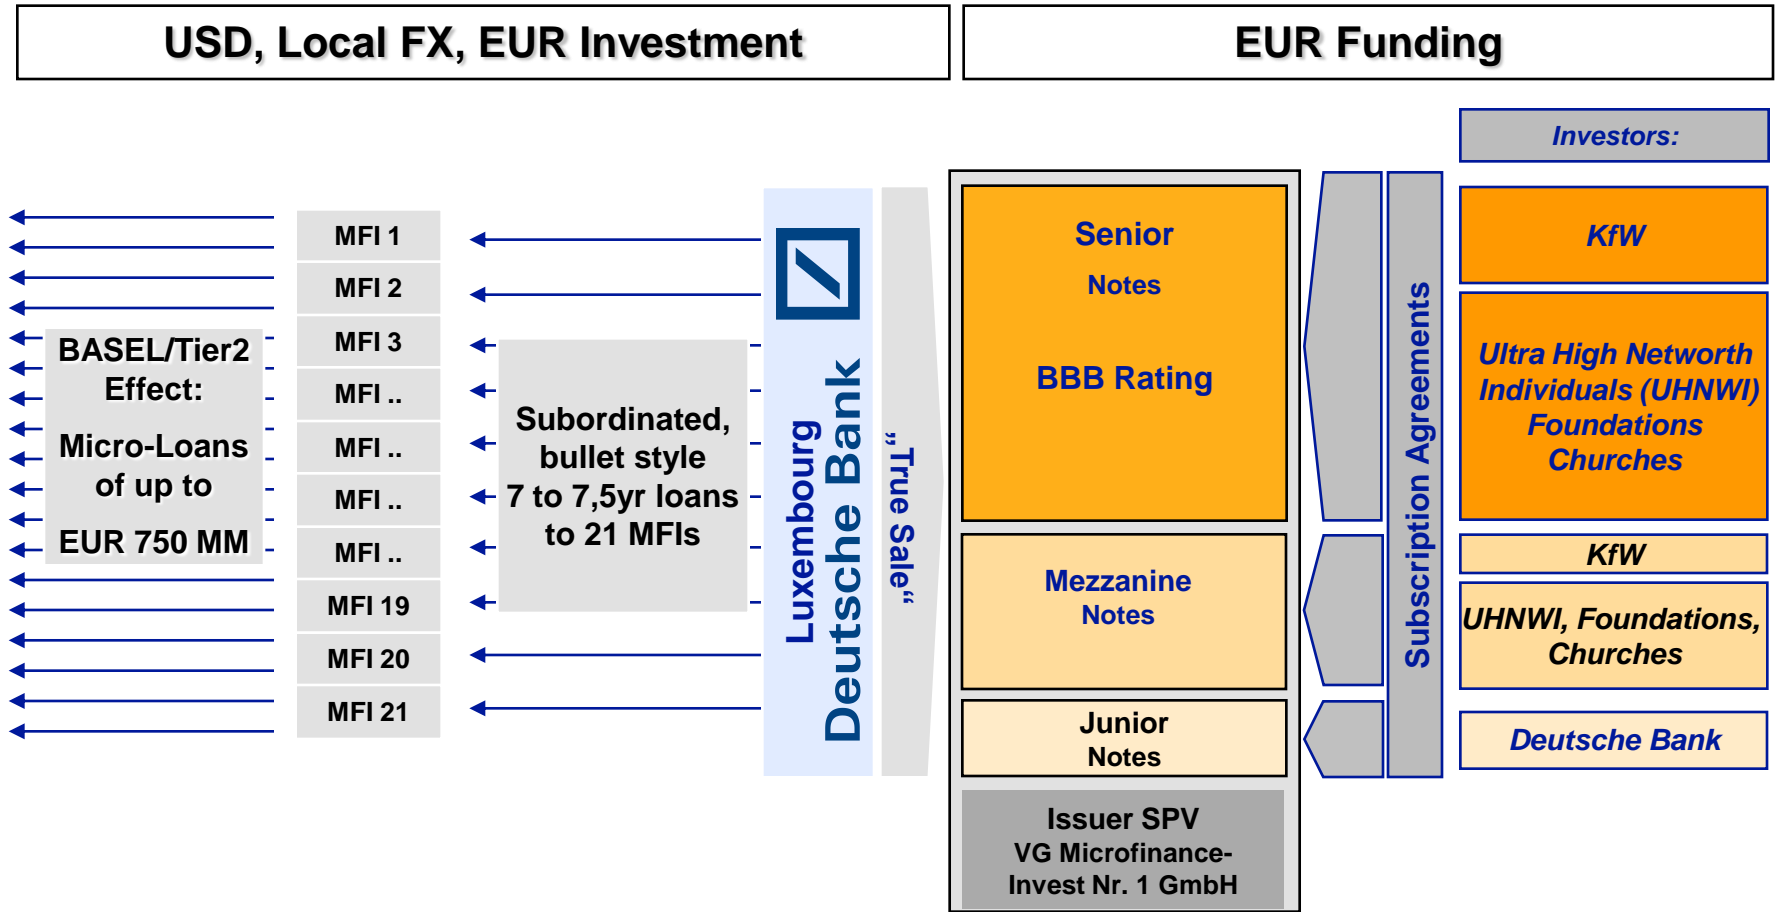 USD, Local FX, EUR Investment
EUR Funding
BASEL/Tier2
Effect:
Micro-Loans
of up to
EUR 750 MM
MFI 1
MFI 2
MFI 3
MFI ..
MFI ..
MFI ..
MFI ..
MFI 19
MFI 20
MFI 21
Subordinated,
bullet style
7 to 7,5yr loans
to 21 MFIs
Luxembourg
Deutsche Bank
„True Sale“
Senior
Notes
BBB Rating
Mezzanine
Notes
Junior
Notes
Issuer SPV
VG Microfinance-
Invest Nr. 1 GmbH
Subscription Agreements
Investors:
KfW
Ultra High Networth
Individuals (UHNWI)
Foundations
Churches
KfW
UHNWI, Foundations,
Churches
Deutsche Bank